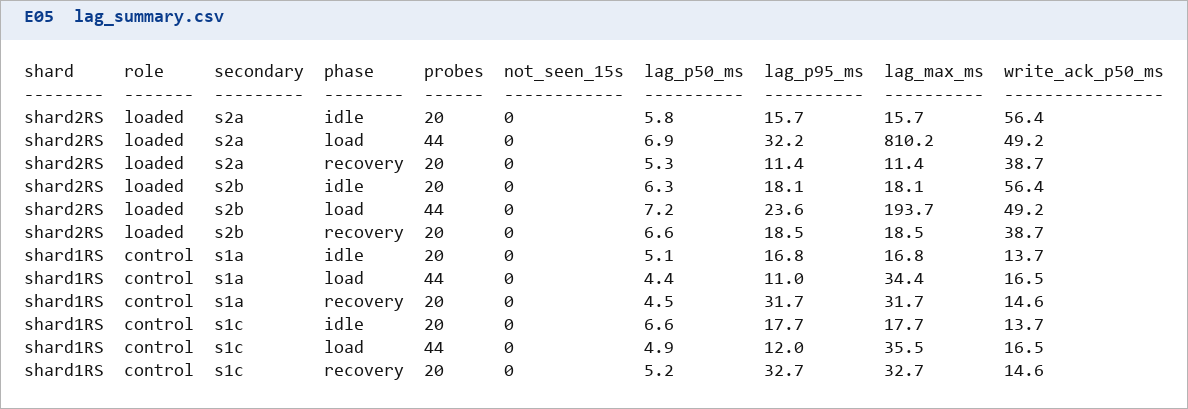 E05  lag_summary.csv
shard     role     secondary  phase     probes  not_seen_15s  lag_p50_ms  lag_p95_ms  lag_max_ms  write_ack_p50_ms
--------  -------  ---------  --------  ------  ------------  ----------  ----------  ----------  ----------------
shard2RS  loaded   s2a        idle      20      0             5.8         15.7        15.7        56.4
shard2RS  loaded   s2a        load      44      0             6.9         32.2        810.2       49.2
shard2RS  loaded   s2a        recovery  20      0             5.3         11.4        11.4        38.7
shard2RS  loaded   s2b        idle      20      0             6.3         18.1        18.1        56.4
shard2RS  loaded   s2b        load      44      0             7.2         23.6        193.7       49.2
shard2RS  loaded   s2b        recovery  20      0             6.6         18.5        18.5        38.7
shard1RS  control  s1a        idle      20      0             5.1         16.8        16.8        13.7
shard1RS  control  s1a        load      44      0             4.4         11.0        34.4        16.5
shard1RS  control  s1a        recovery  20      0             4.5         31.7        31.7        14.6
shard1RS  control  s1c        idle      20      0             6.6         17.7        17.7        13.7
shard1RS  control  s1c        load      44      0             4.9         12.0        35.5        16.5
shard1RS  control  s1c        recovery  20      0             5.2         32.7        32.7        14.6